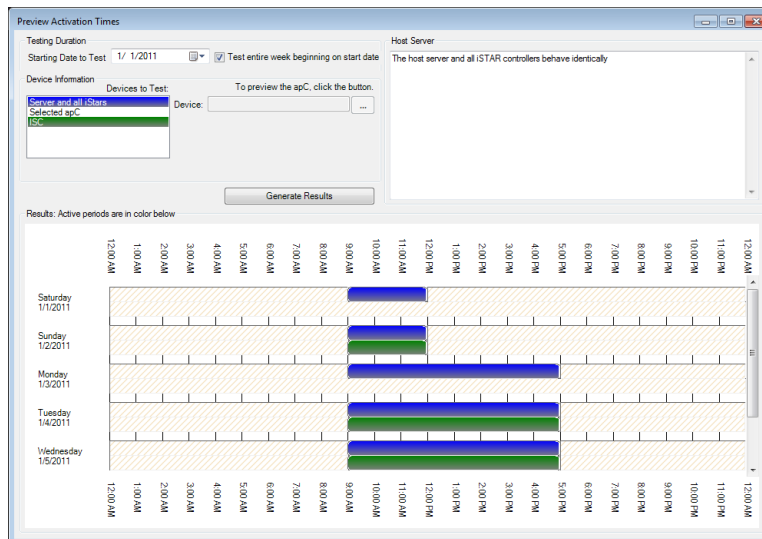 Preview Activation Times
Testing Duration
Starting Date to Test 1/ 1/2011 Test entire week beginning on start date
Device Information
Devices to Test:
To preview the apC, click the button.
Server and all iStars
Selected apC
ISC
Device: ...
Generate Results
Host Server
The host server and all iSTAR controllers behave identically
Results: Active periods are in color below
12:00 AM 1:00 AM 2:00 AM 3:00 AM 4:00 AM 5:00 AM 6:00 AM 7:00 AM 8:00 AM 9:00 AM 10:00 AM 11:00 AM 12:00 PM 1:00 PM 2:00 PM 3:00 PM 4:00 PM 5:00 PM 6:00 PM 7:00 PM 8:00 PM 9:00 PM 10:00 PM 11:00 PM 12:00 AM
Saturday
1/1/2011
Sunday
1/2/2011
Monday
1/3/2011
Tuesday
1/4/2011
Wednesday
1/5/2011
12:00 AM 1:00 AM 2:00 AM 3:00 AM 4:00 AM 5:00 AM 6:00 AM 7:00 AM 8:00 AM 9:00 AM 10:00 AM 11:00 AM 12:00 PM 1:00 PM 2:00 PM 3:00 PM 4:00 PM 5:00 PM 6:00 PM 7:00 PM 8:00 PM 9:00 PM 10:00 PM 11:00 PM 12:00 AM